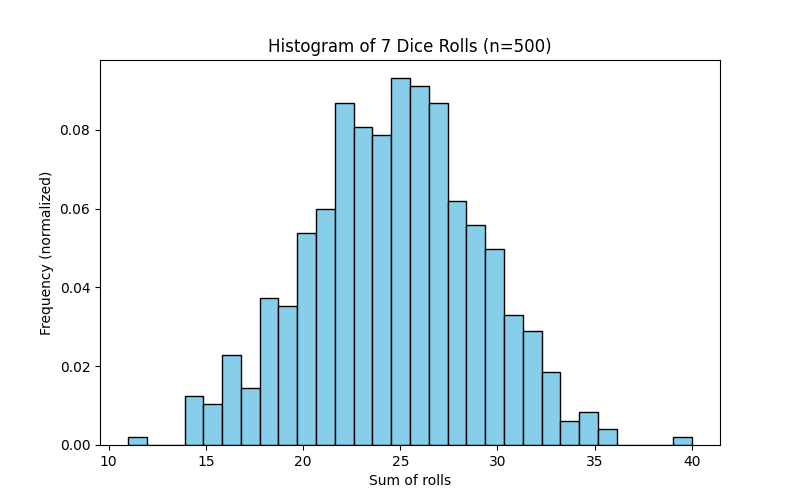 Histogram of 7 Dice Rolls (n=500)
Frequency (normalized)
0.08
0.06
0.04
0.02
0.00
10 15 20 25 30 35 40
Sum of rolls